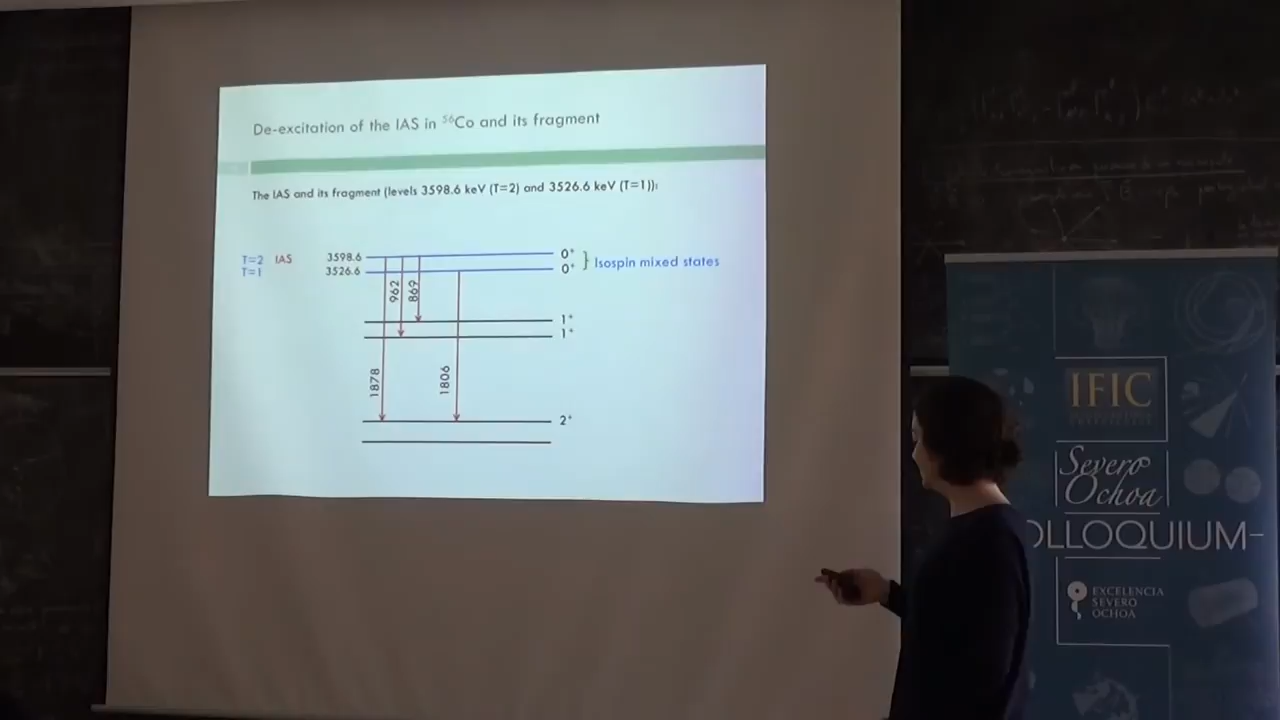 De-excitation of the IAS in ⁵⁶Co and its fragment
The IAS and its fragment (levels 3598.6 keV (T=2) and 3526.6 keV (T=1)):
T=2 IAS 3598.6 0⁺
T=1 3526.6 0⁺
} Isospin mixed states
962 869
1⁺
1⁺
1878 1806
2⁺
IFIC
Severo
Ochoa
OLLOQUIUM-
EXCELENCIA
SEVERO
OCHOA